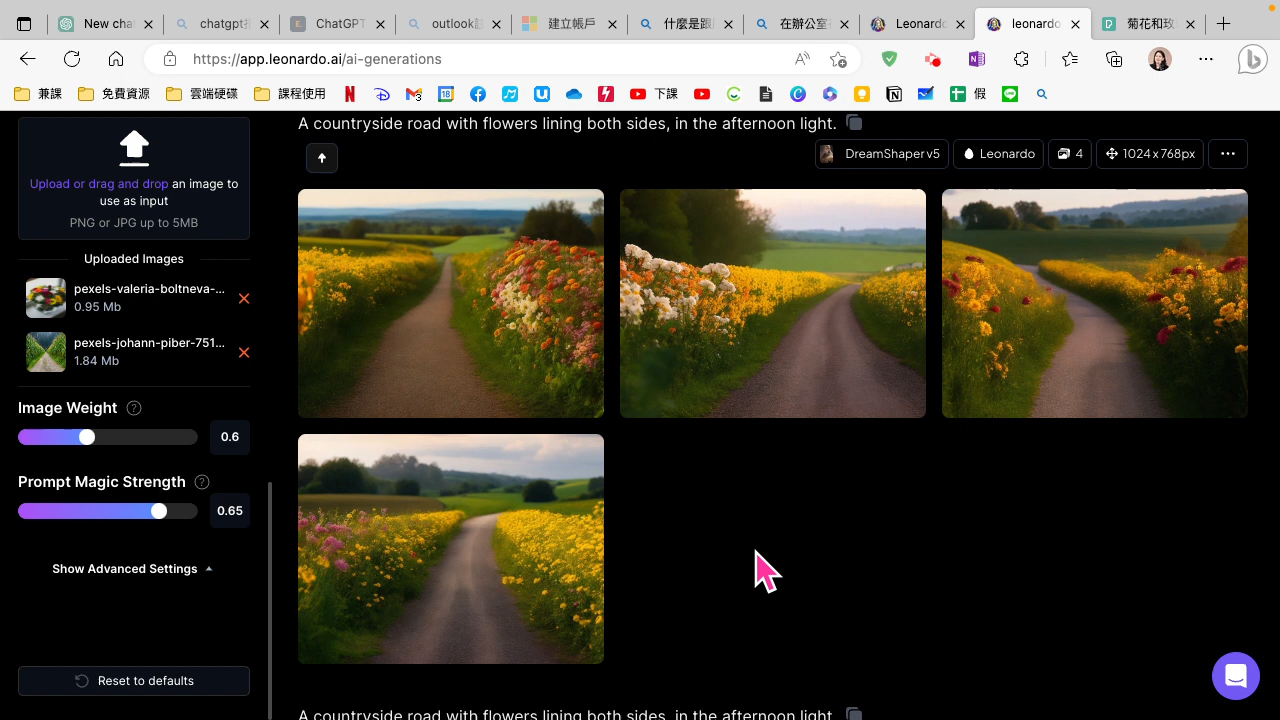 New chat
chatgpt
ChatGPT
outlook
建立帳戶
什麼是
在辦公室
Leonardo
leonardo
菊花和玫
https://app.leonardo.ai/ai-generations
兼課
免費資源
雲端硬碟
課程使用
下課
假
A countryside road with flowers lining both sides, in the afternoon light.
DreamShaper v5
Leonardo
4
1024 x 768px
Upload or drag and drop an image to
use as input
PNG or JPG up to 5MB
Uploaded Images
pexels-valeria-boltneva-...
0.95 Mb
pexels-johann-piber-751...
1.84 Mb
Image Weight
0.6
Prompt Magic Strength
0.65
Show Advanced Settings
Reset to defaults
A countryside road with flowers lining both sides, in the afternoon light.